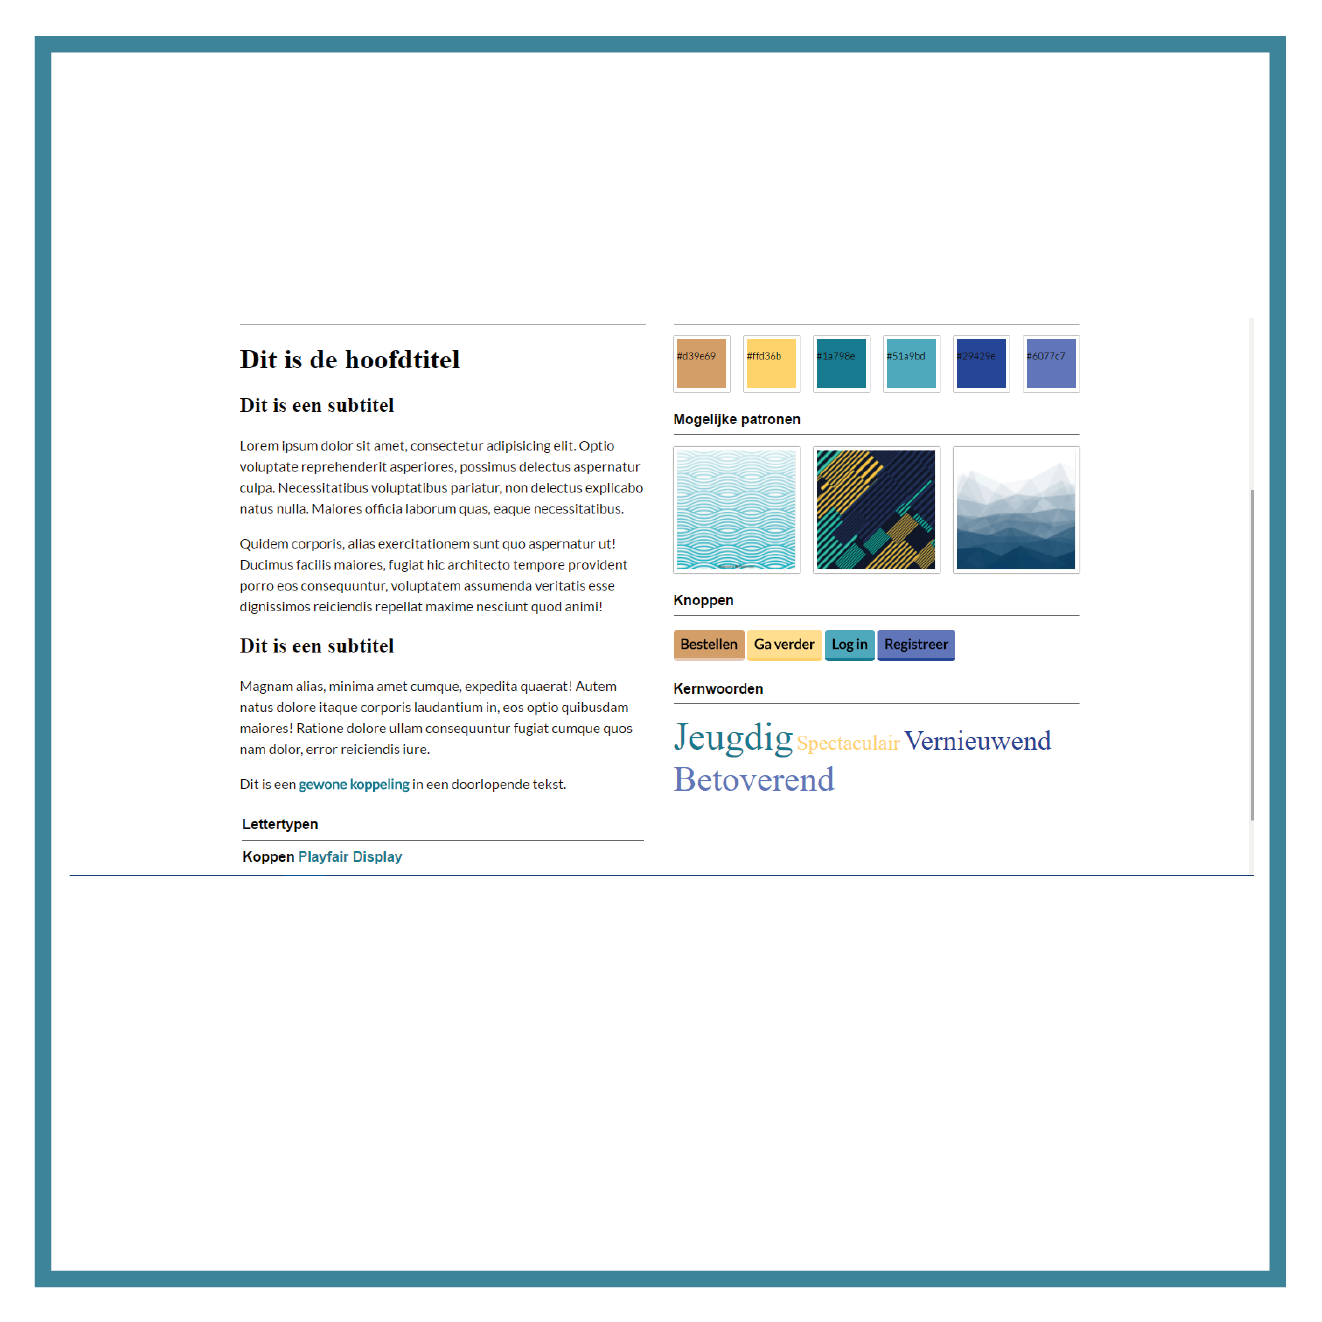 Dit is de hoofdtitel
Dit is een subtitel
Lorem ipsum dolor sit amet, consectetur adipisicing elit. Optio
voluptate reprehenderit asperiores, possimus delectus aspernatur
culpa. Necessitatibus voluptatibus pariatur, non delectus explicabo
natus nulla. Maiores officia laborum quas, eaque necessitatibus.
Quidem corporis, alias exercitationem sunt quo aspernatur ut!
Ducimus facilis maiores, fugiat hic architecto tempore provident
porro eos consequuntur, voluptatem assumenda veritatis esse
dignissimos reiciendis repellat maxime nesciunt quod animi!
Dit is een subtitel
Magnam alias, minima amet cumque, expedita quaerat! Autem
natus dolore itaque corporis laudantium in, eos optio quibusdam
maiores! Ratione dolore ullam consequuntur fugiat cumque quos
nam dolor, error reiciendis iure.
Dit is een gewone koppeling in een doorlopende tekst.
Lettertypen
Koppen Playfair Display
#d39e69 #ffd36b #1a798e #51a9bd #29429e #6077c7
Mogelijke patronen
Knoppen
Bestellen Ga verder Log in Registreer
Kernwoorden
Jeugdig Spectaculair Vernieuwend
Betoverend